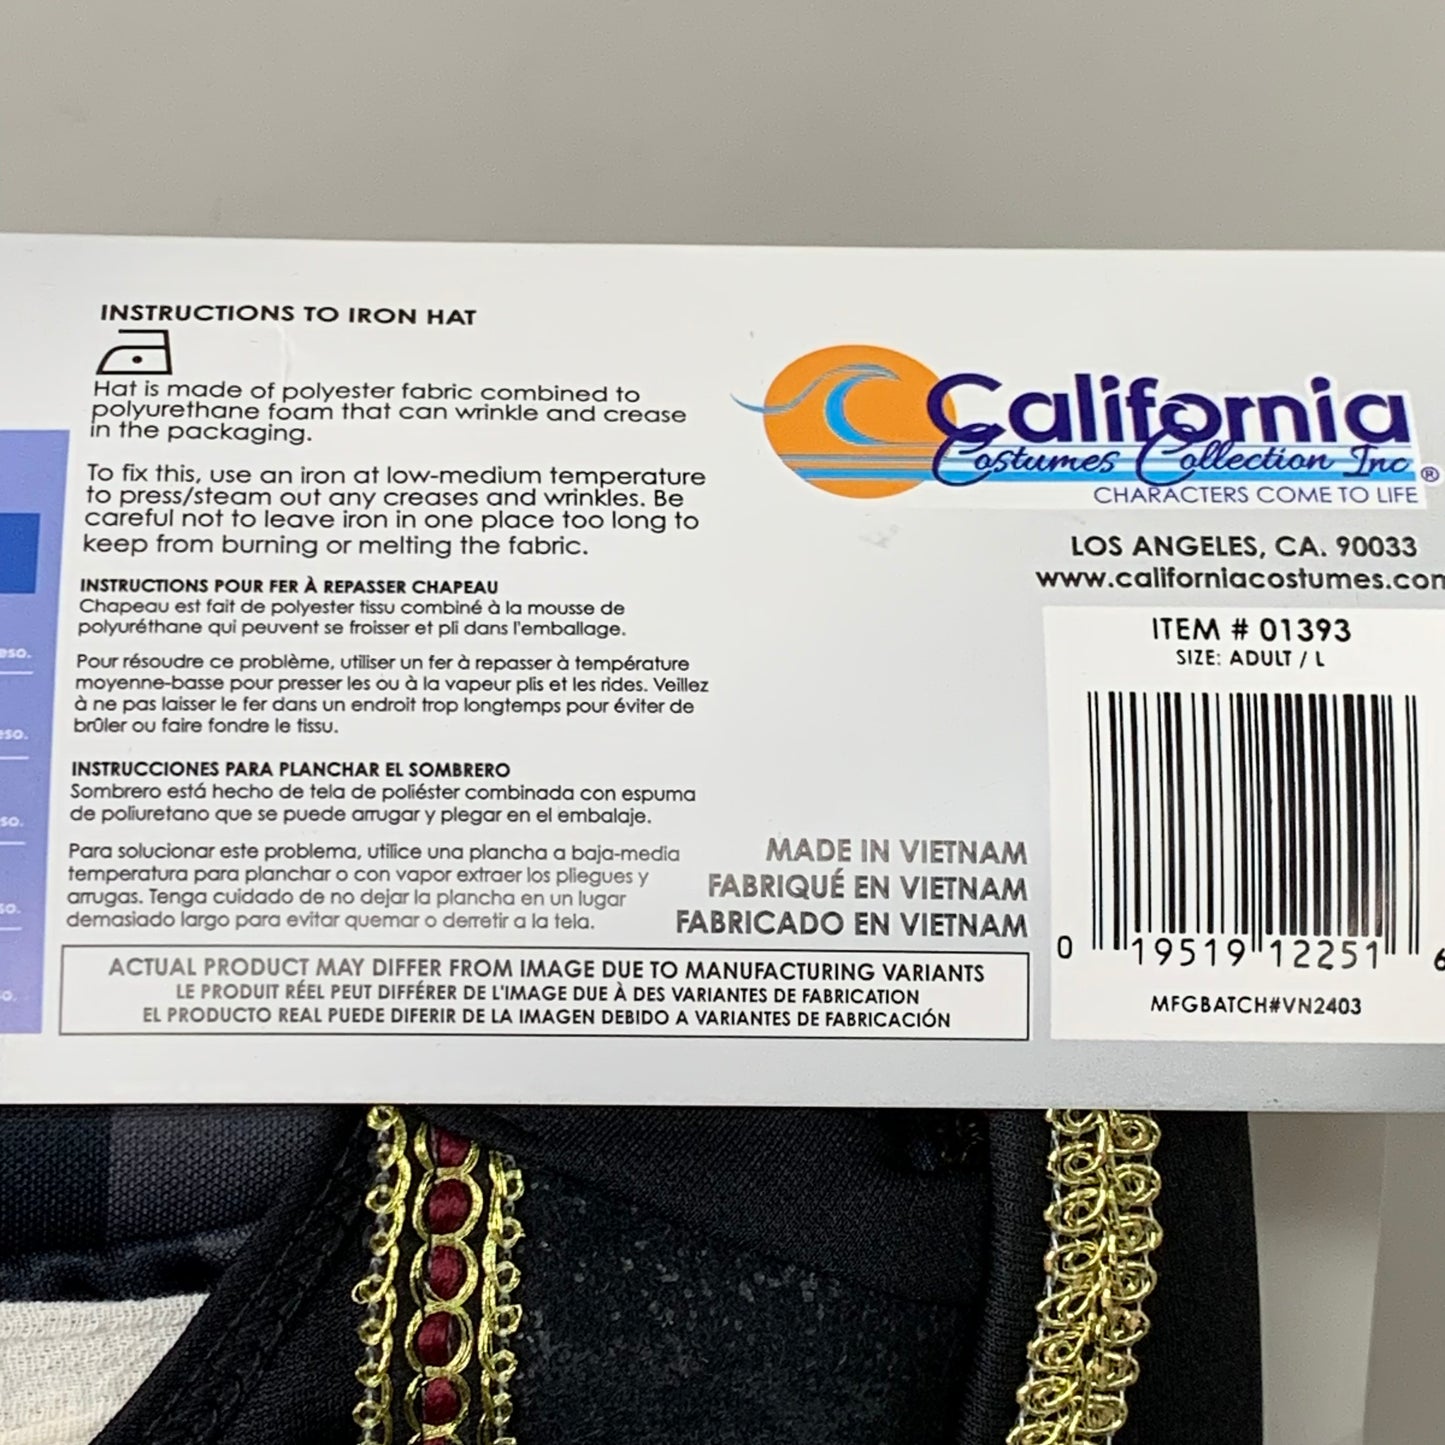 INSTRUCTIONS TO IRON HAT
Hat is made of polyester fabric combined to
polyurethane foam that can wrinkle and crease
in the packaging.
To fix this, use an iron at low-medium temperature
to press/steam out any creases and wrinkles. Be
careful not to leave iron in one place too long to
keep from burning or melting the fabric.
INSTRUCTIONS POUR FER À REPASSER CHAPEAU
Chapeau est fait de polyester tissu combiné à la mousse de
polyuréthane qui peuvent se froisser et pli dans l'emballage.
Pour résoudre ce problème, utiliser un fer à repasser à température
moyenne-basse pour presser les ou à la vapeur plis et les rides. Veillez
à ne pas laisser le fer dans un endroit trop longtemps pour éviter de
brûler ou faire fondre le tissu.
INSTRUCCIONES PARA PLANCHAR EL SOMBRERO
Sombrero está hecho de tela de poliéster combinada con espuma
de poliuretano que se puede arrugar y plegar en el embalaje.
Para solucionar este problema, utilice una plancha a baja-media
temperatura para planchar o con vapor extraer los pliegues y
arrugas. Tenga cuidado de no dejar la plancha en un lugar
demasiado largo para evitar quemar o derretir a la tela.
California
Costumes Collection Inc ®
CHARACTERS COME TO LIFE
LOS ANGELES, CA. 90033
www.californiacostumes.com
ITEM # 01393
SIZE: ADULT / L
0 19519 12251 6
MFGBATCH#VN2403
MADE IN VIETNAM
FABRIQUÉ EN VIETNAM
FABRICADO EN VIETNAM
ACTUAL PRODUCT MAY DIFFER FROM IMAGE DUE TO MANUFACTURING VARIANTS
LE PRODUIT RÉEL PEUT DIFFÉRER DE L'IMAGE DUE À DES VARIANTES DE FABRICATION
EL PRODUCTO REAL PUEDE DIFERIR DE LA IMAGEN DEBIDO A VARIANTES DE FABRICACIÓN